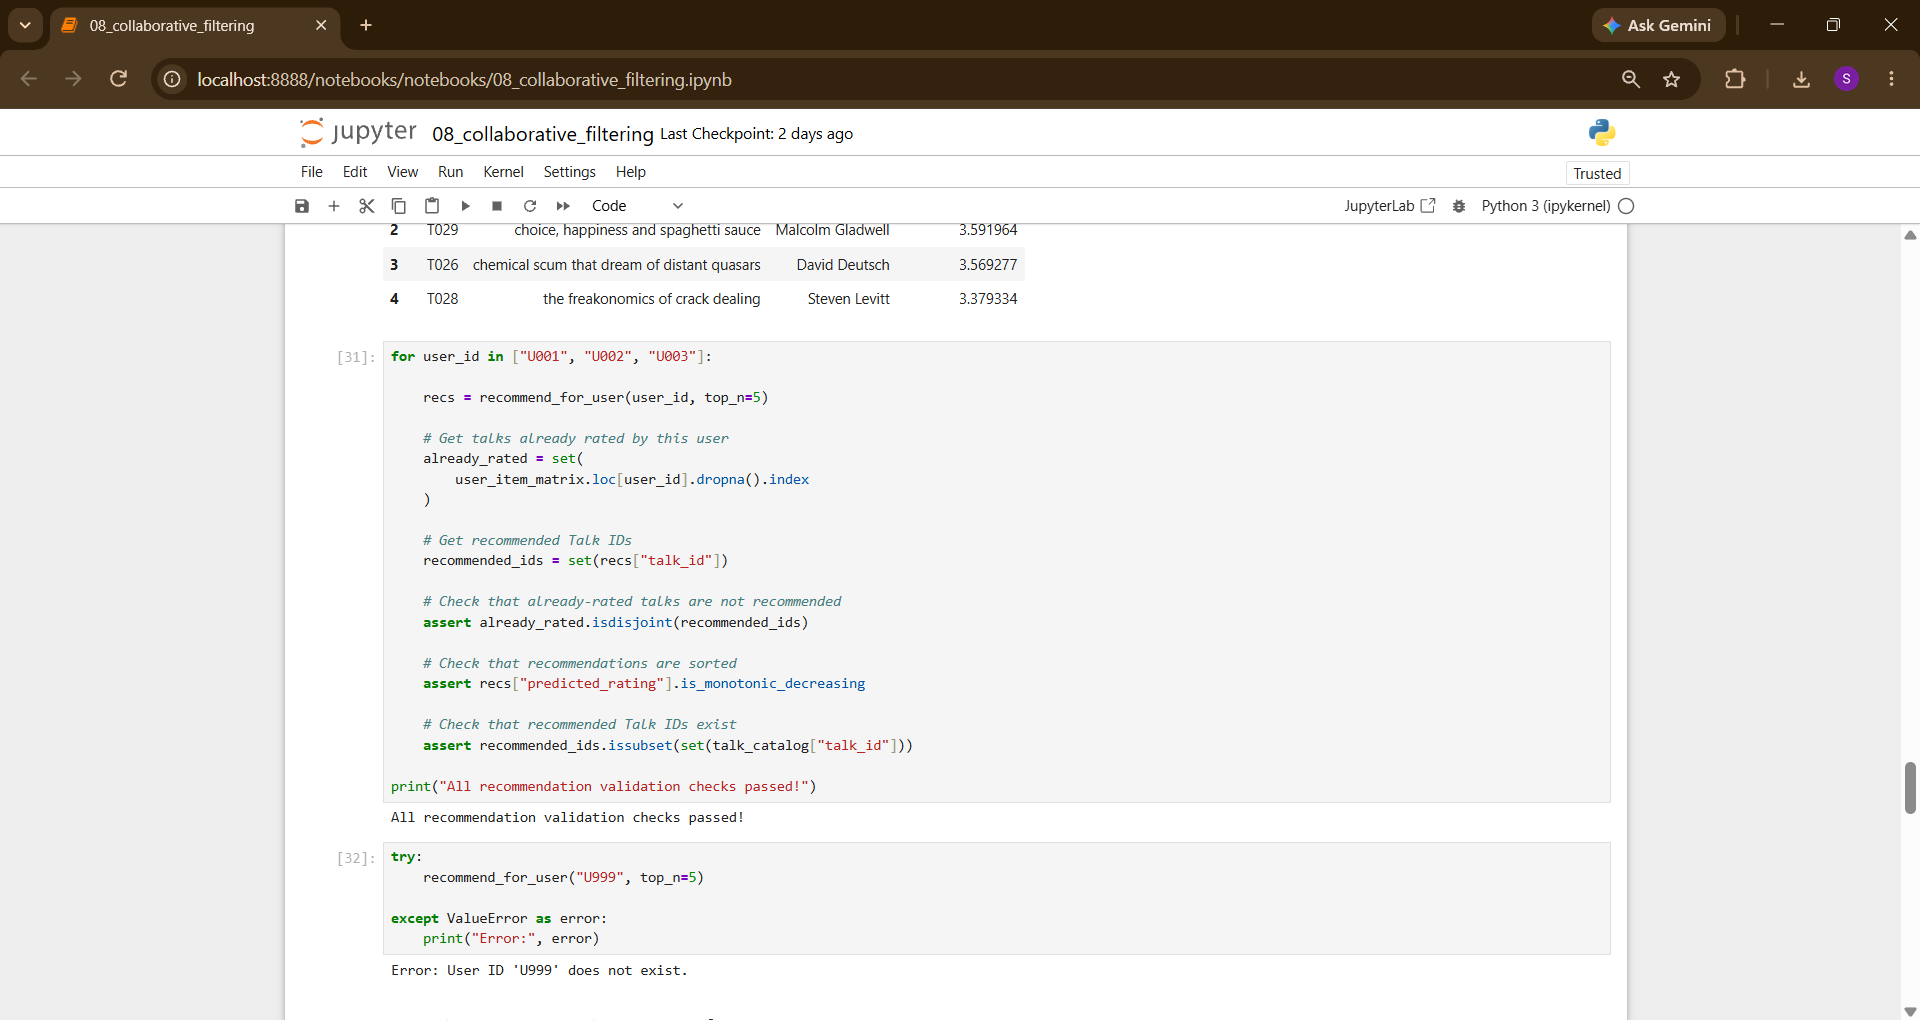 08_collaborative_filtering
Ask Gemini
localhost:8888/notebooks/notebooks/08_collaborative_filtering.ipynb
S
jupyter 08_collaborative_filtering Last Checkpoint: 2 days ago
File Edit View Run Kernel Settings Help
Trusted
Code
JupyterLab
Python 3 (ipykernel)
2 T029 choice, happiness and spaghetti sauce Malcolm Gladwell 3.591964
3 T026 chemical scum that dream of distant quasars David Deutsch 3.569277
4 T028 the freakonomics of crack dealing Steven Levitt 3.379334
[31]: for user_id in ["U001", "U002", "U003"]:
recs = recommend_for_user(user_id, top_n=5)
# Get talks already rated by this user
already_rated = set(
user_item_matrix.loc[user_id].dropna().index
)
# Get recommended Talk IDs
recommended_ids = set(recs["talk_id"])
# Check that already-rated talks are not recommended
assert already_rated.isdisjoint(recommended_ids)
# Check that recommendations are sorted
assert recs["predicted_rating"].is_monotonic_decreasing
# Check that recommended Talk IDs exist
assert recommended_ids.issubset(set(talk_catalog["talk_id"]))
print("All recommendation validation checks passed!")
All recommendation validation checks passed!
[32]: try:
recommend_for_user("U999", top_n=5)
except ValueError as error:
print("Error:", error)
Error: User ID 'U999' does not exist.